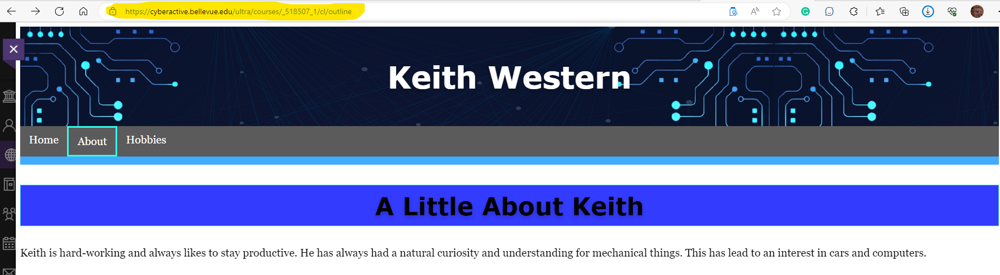 https://cyberactive.bellevue.edu/ultra/courses/_518507_1/cl/outline
Keith Western
Home About Hobbies
A Little About Keith
Keith is hard-working and always likes to stay productive. He has always had a natural curiosity and understanding for mechanical things. This has lead to an interest in cars and computers.